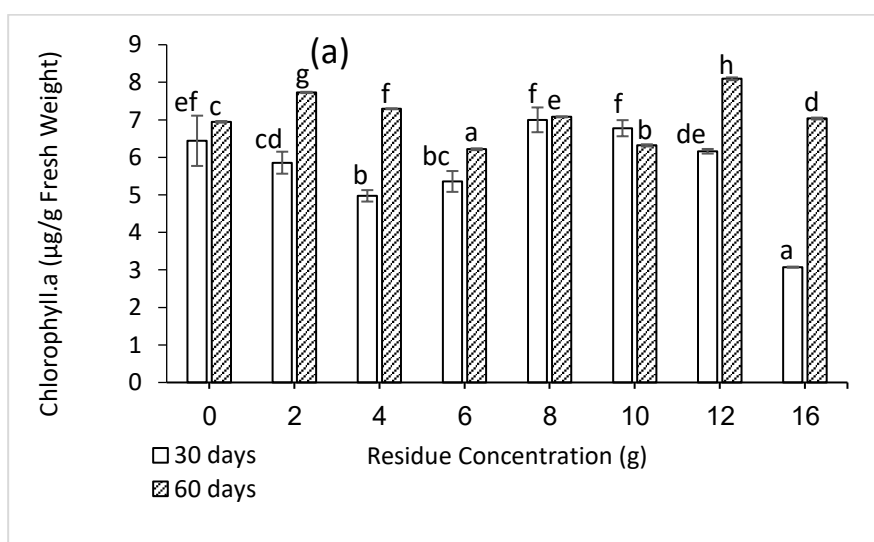 (a)
Chlorophyll.a (µg/g Fresh Weight)
9
8
7
6
5
4
3
2
1
0
ef c
cd g
b f
bc a
f e
f b
de h
a d
0 2 4 6 8 10 12 16
Residue Concentration (g)
30 days
60 days